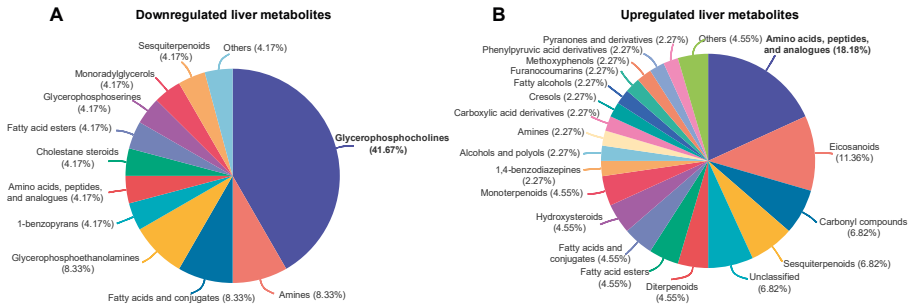 A
Downregulated liver metabolites
Sesquiterpenoids
(4.17%)
Others (4.17%)
Monoradylglycerols
(4.17%)
Glycerophosphoserines
(4.17%)
Fatty acid esters (4.17%)
Cholestane steroids
(4.17%)
Amino acids, peptides,
and analogues (4.17%)
1-benzopyrans (4.17%)
Glycerophosphoethanolamines
(8.33%)
Fatty acids and conjugates (8.33%)
Amines (8.33%)
Glycerophosphocholines
(41.67%)
B
Upregulated liver metabolites
Pyranones and derivatives (2.27%)
Phenylpyruvic acid derivatives (2.27%)
Methoxyphenols (2.27%)
Furanocoumarins (2.27%)
Fatty alcohols (2.27%)
Cresols (2.27%)
Carboxylic acid derivatives (2.27%)
Amines (2.27%)
Alcohols and polyols (2.27%)
1,4-benzodiazepines
(2.27%)
Monoterpenoids (4.55%)
Hydroxysteroids
(4.55%)
Fatty acids and
conjugates (4.55%)
Fatty acid esters
(4.55%)
Diterpenoids
(4.55%)
Unclassified
(6.82%)
Sesquiterpenoids (6.82%)
Carbonyl compounds
(6.82%)
Eicosanoids
(11.36%)
Amino acids, peptides,
and analogues (18.18%)
Others (4.55%)